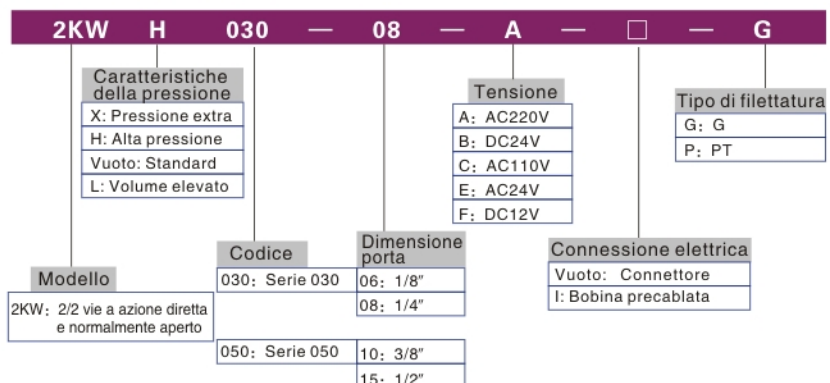 2KW H 030 — 08 — A — □ — G
Caratteristiche
della pressione
X: Pressione extra
H: Alta pressione
Vuoto: Standard
L: Volume elevato
Tensione
A: AC220V
B: DC24V
C: AC110V
E: AC24V
F: DC12V
Tipo di filettatura
G: G
P: PT
Modello
2KW: 2/2 vie a azione diretta
e normalmente aperto
Codice
030: Serie 030
050: Serie 050
Dimensione
porta
06: 1/8"
08: 1/4"
10: 3/8"
15: 1/2"
Connessione elettrica
Vuoto: Connettore
I: Bobina precablata